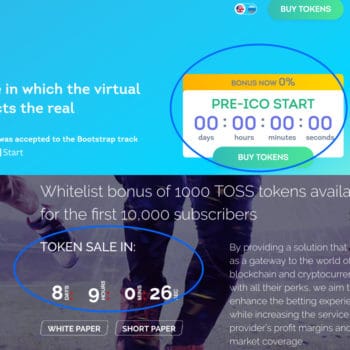 BUY TOKENS
e in which the virtual
cts the real
was accepted to the Bootstrap track
Start
BONUS NOW 0%
PRE-ICO START
00 : 00 : 00 : 00
days hours minutes seconds
BUY TOKENS
Whitelist bonus of 1000 TOSS tokens availa
for the first 10,000 subscribers
TOKEN SALE IN:
8 DAYS 9 HOURS 0 MINS 26 SEC
WHITE PAPER SHORT PAPER
By providing a solution that
as a gateway to the world of
blockchain and cryptocurre
with all their perks, we aim t
enhance the betting experie
while increasing the service
provider's profit margins and
market coverage.